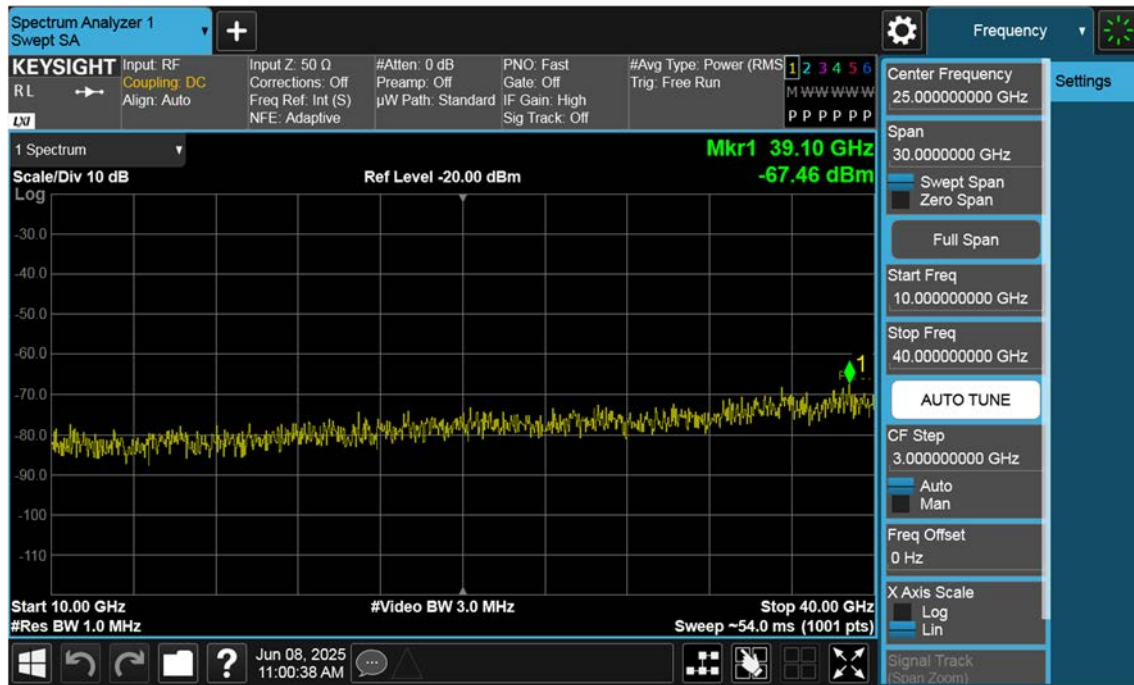 Spectrum Analyzer 1
Swept SA
Frequency
KEYSIGHT
RL
LXI
Input: RF
Coupling: DC
Align: Auto
Input Z: 50 Ω
Corrections: Off
Freq Ref: Int (S)
NFE: Adaptive
#Atten: 0 dB
Preamp: Off
µW Path: Standard
PNO: Fast
Gate: Off
IF Gain: High
Sig Track: Off
#Avg Type: Power (RMS
Trig: Free Run
1 2 3 4 5 6
M W W W W W
P P P P P P
1 Spectrum
Scale/Div 10 dB
Ref Level -20.00 dBm
Mkr1 39.10 GHz
-67.46 dBm
Log
-30.0
-40.0
-50.0
-60.0
-70.0
-80.0
-90.0
-100
-110
1
Start 10.00 GHz
#Video BW 3.0 MHz
Stop 40.00 GHz
#Res BW 1.0 MHz
Sweep ~54.0 ms (1001 pts)
Jun 08, 2025
11:00:38 AM
Center Frequency
25.000000000 GHz
Settings
Span
30.0000000 GHz
Swept Span
Zero Span
Full Span
Start Freq
10.000000000 GHz
Stop Freq
40.000000000 GHz
AUTO TUNE
CF Step
3.000000000 GHz
Auto
Man
Freq Offset
0 Hz
X Axis Scale
Log
Lin
Signal Track
(Span Zoom)